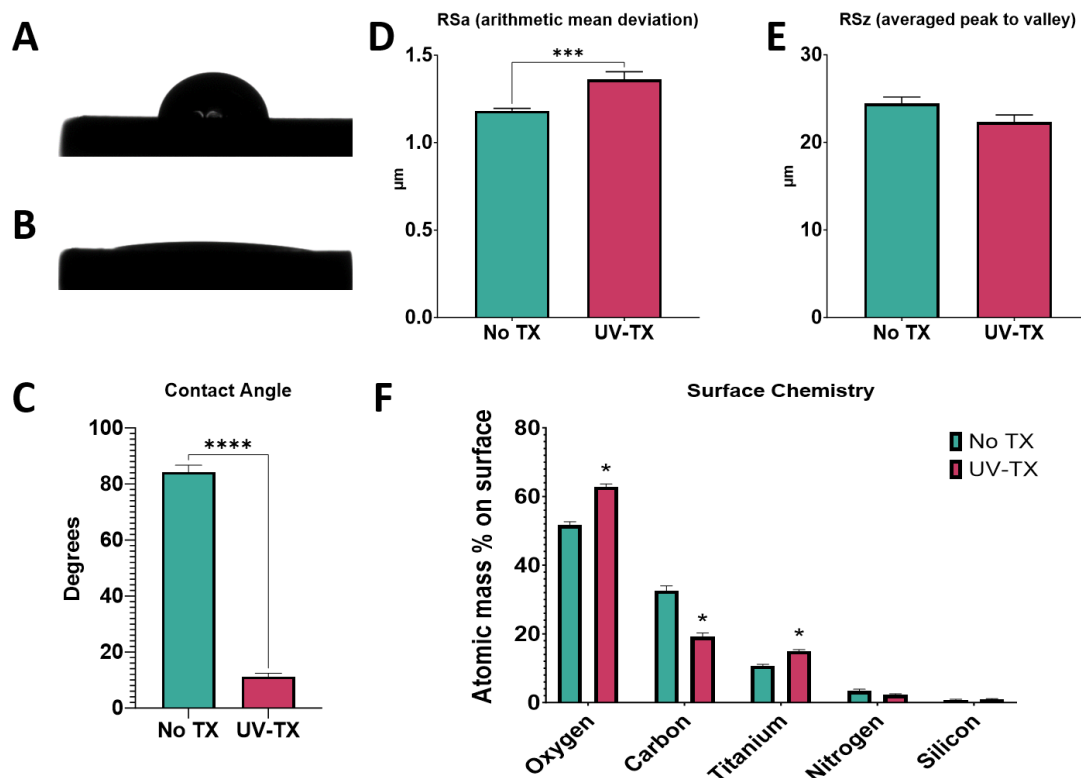 A
B
C
Contact Angle
****
100
80
60
40
20
0
Degrees
No TX
UV-TX
D
RSa (arithmetic mean deviation)
***
1.5
1.0
0.5
0.0
µm
No TX
UV-TX
E
RSz (averaged peak to valley)
30
20
10
0
µm
No TX
UV-TX
F
Surface Chemistry
80
60
40
20
0
Atomic mass % on surface
No TX
UV-TX
*
*
*
Oxygen
Carbon
Titanium
Nitrogen
Silicon